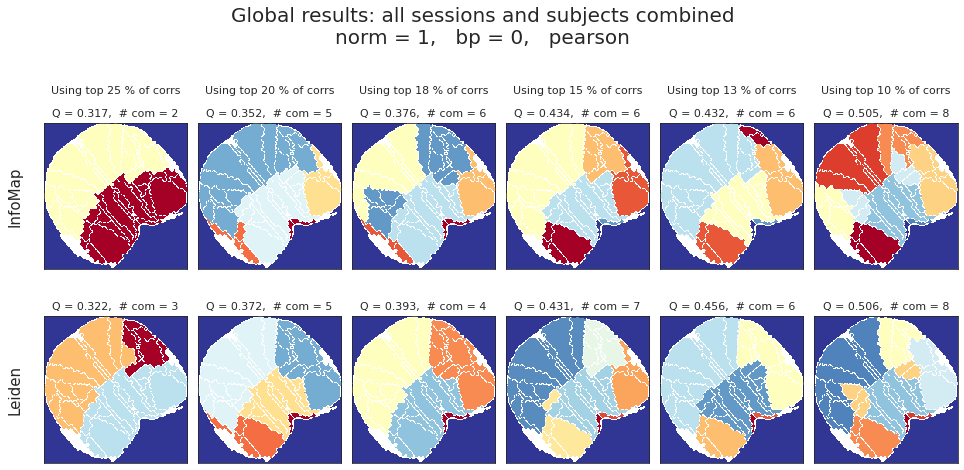 Global results: all sessions and subjects combined
norm = 1, bp = 0, pearson
Using top 25 % of corrs
Using top 20 % of corrs
Using top 18 % of corrs
Using top 15 % of corrs
Using top 13 % of corrs
Using top 10 % of corrs
InfoMap
Q = 0.317, # com = 2
Q = 0.352, # com = 5
Q = 0.376, # com = 6
Q = 0.434, # com = 6
Q = 0.432, # com = 6
Q = 0.505, # com = 8
Leiden
Q = 0.322, # com = 3
Q = 0.372, # com = 5
Q = 0.393, # com = 4
Q = 0.431, # com = 7
Q = 0.456, # com = 6
Q = 0.506, # com = 8